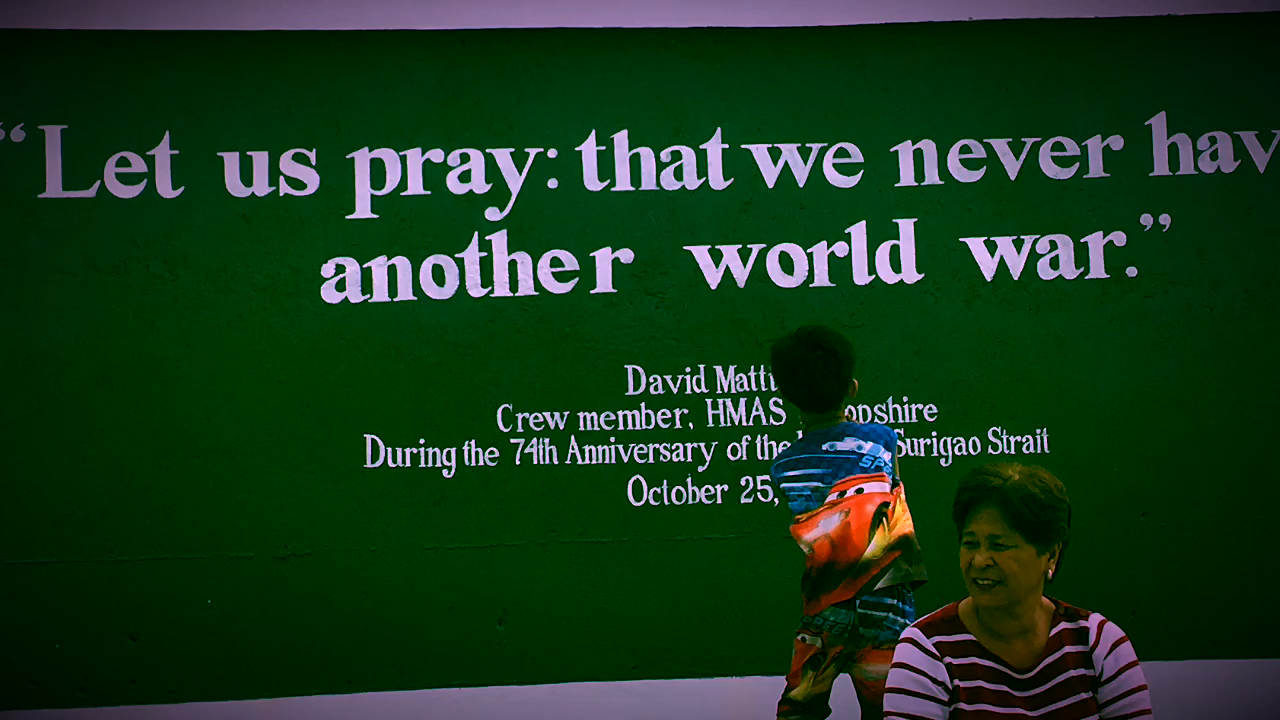 “Let us pray: that we never hav
another world war.”
David Matt
Crew member, HMAS opshire
During the 74th Anniversary of the Surigao Strait
October 25,